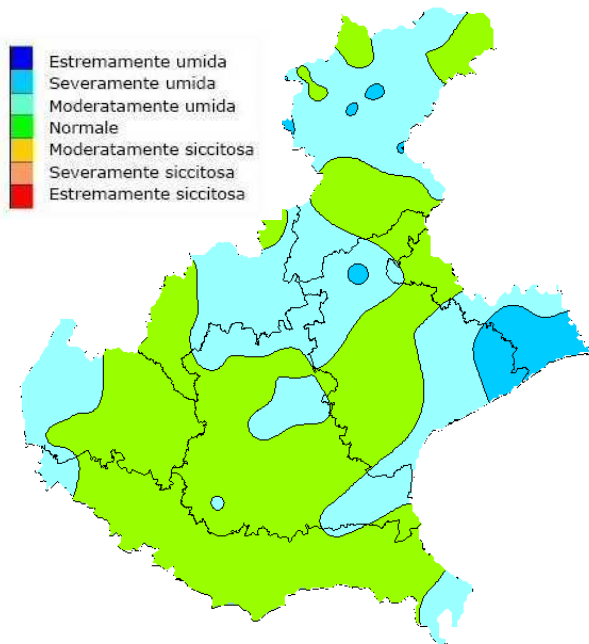 Estremamente umida
Severamente umida
Moderatamente umida
Normale
Moderatamente siccitosa
Severamente siccitosa
Estremamente siccitosa